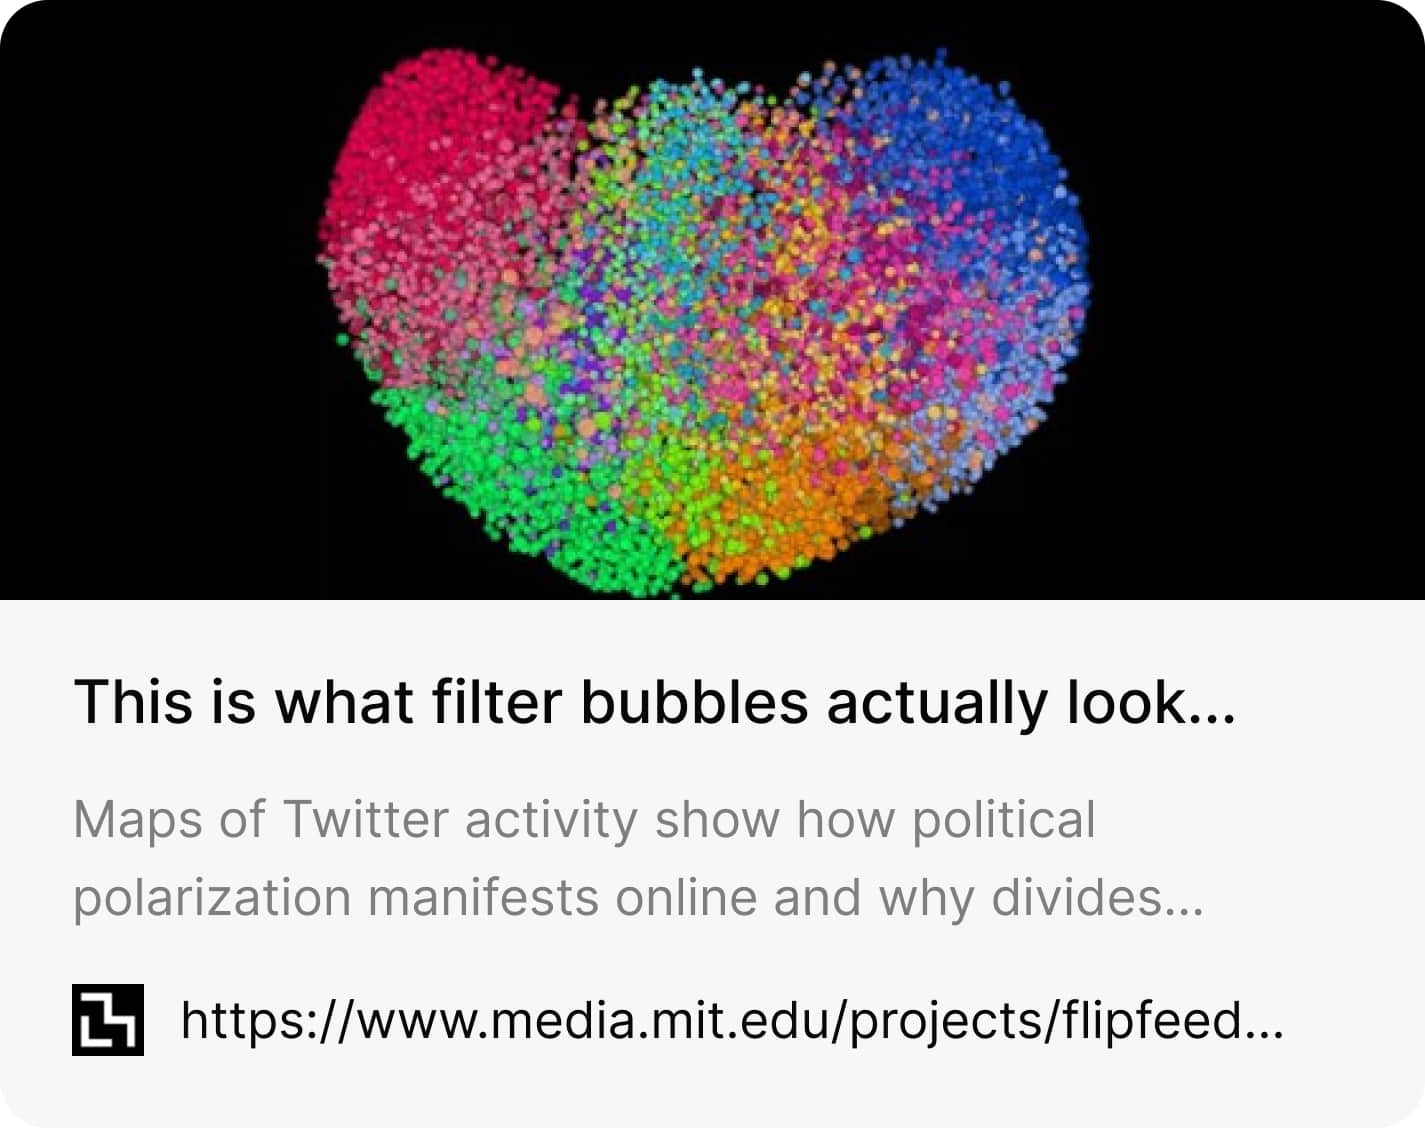 This is what filter bubbles actually look...
Maps of Twitter activity show how political
polarization manifests online and why divides...
https://www.media.mit.edu/projects/flipfeed...